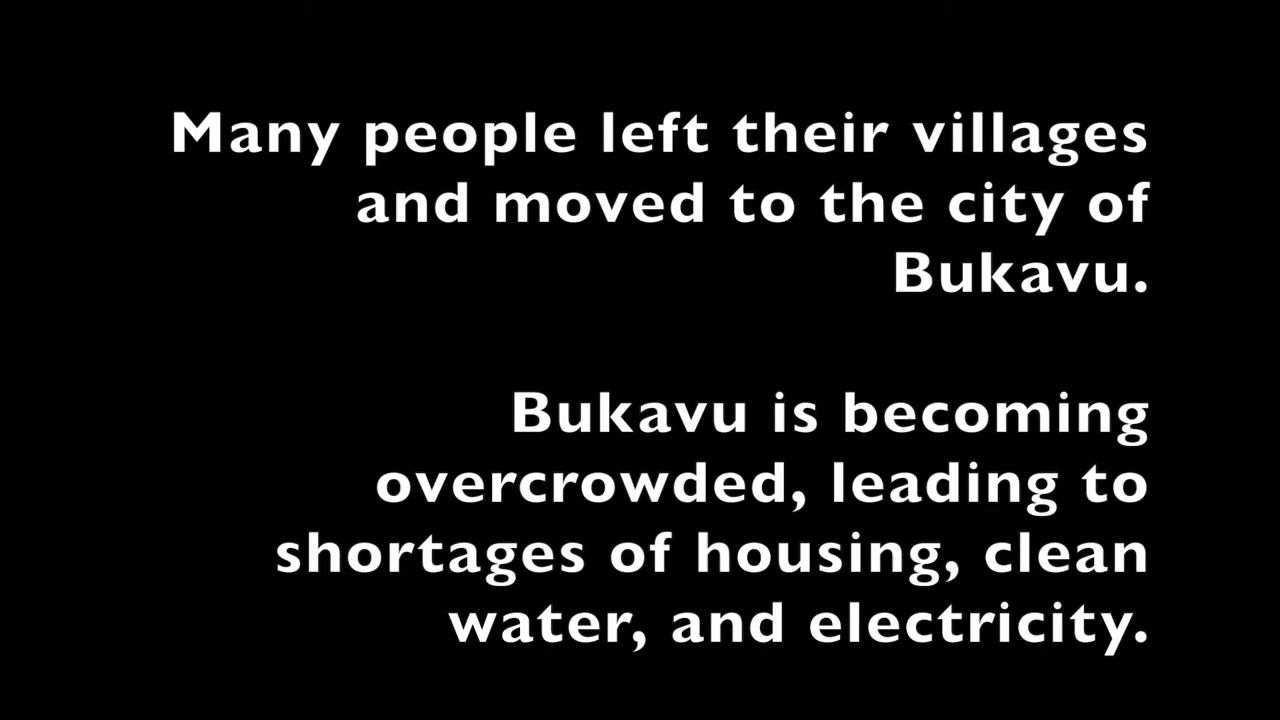 Many people left their villages
and moved to the city of
Bukavu.
Bukavu is becoming
overcrowded, leading to
shortages of housing, clean
water, and electricity.